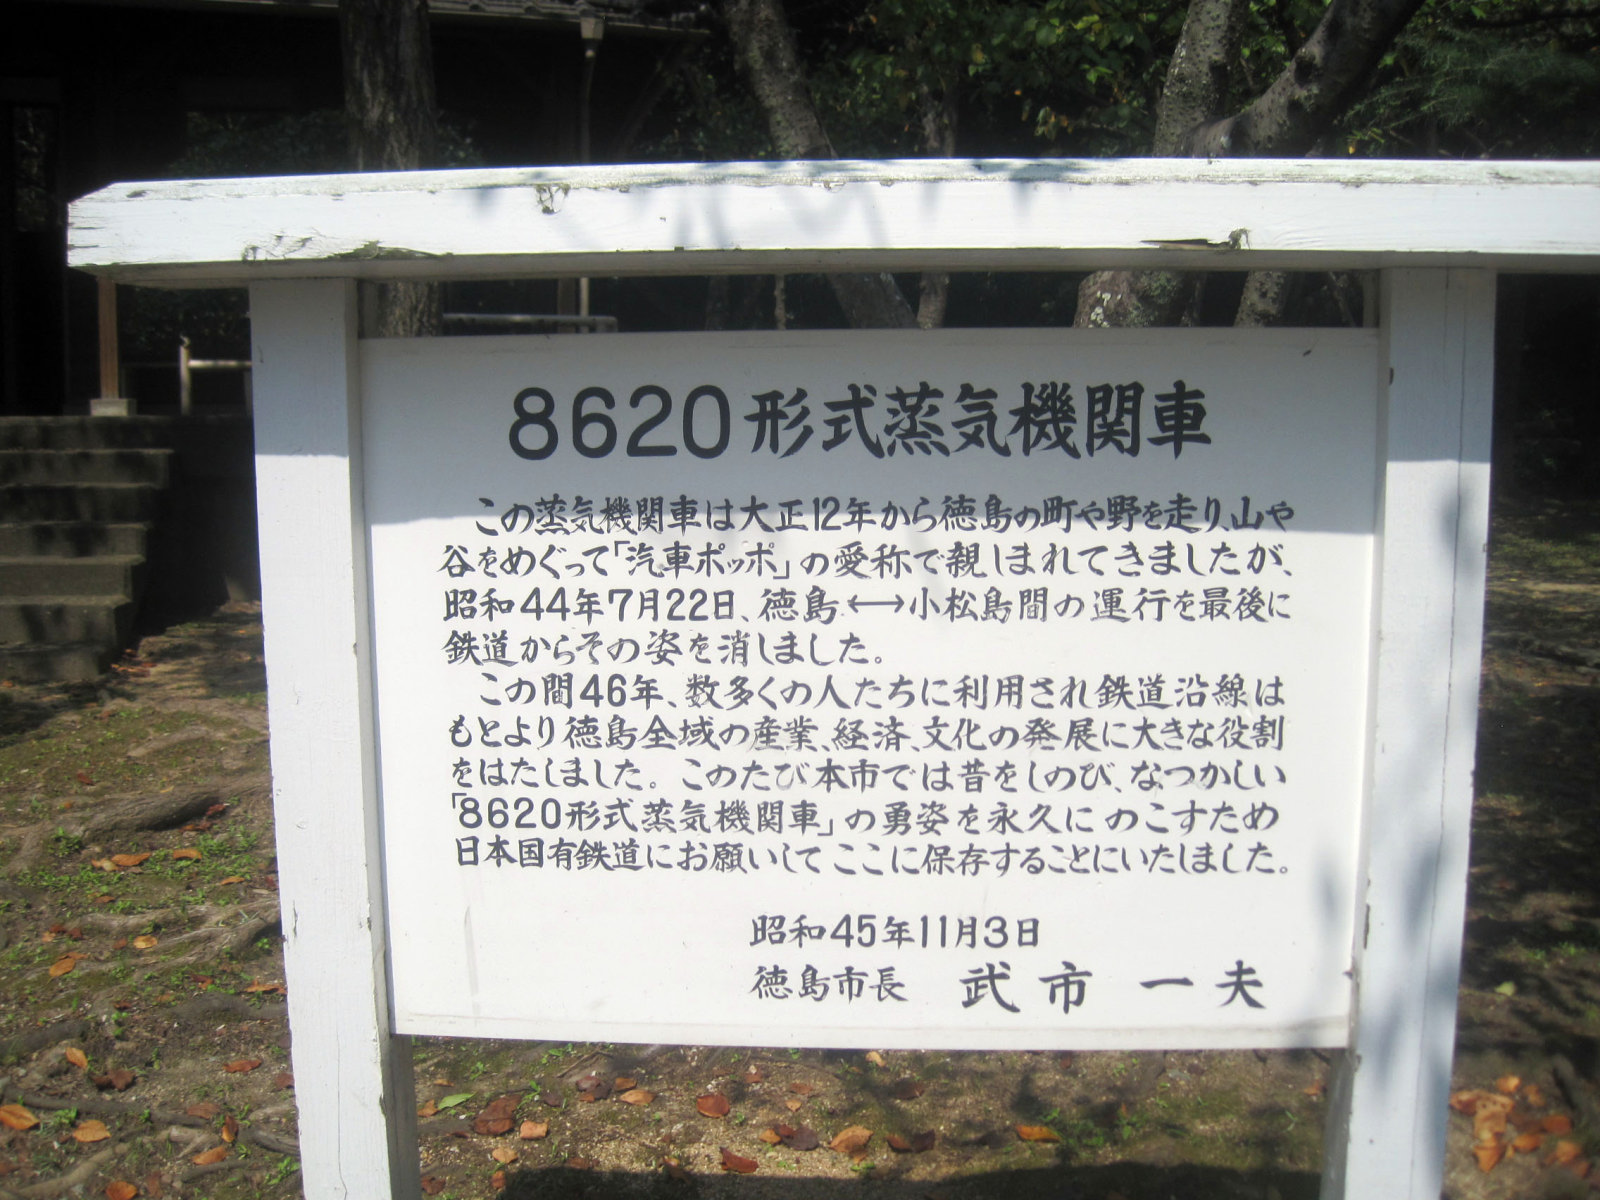 8620形式蒸気機関車
この蒸気機関車は大正12年から徳島の町や野を走り、山や
谷をめぐって「汽車ポッポ」の愛称で親しまれてきましたが、
昭和44年7月22日、徳島⟷小松島間の運行を最後に
鉄道からその姿を消しました。
この間46年、数多くの人たちに利用され鉄道沿線は
もとより徳島全域の産業、経済、文化の発展に大きな役割
をはたしました。このたび本市では昔をしのび、なつかしい
「8620形式蒸気機関車」の勇姿を永久にのこすため
日本国有鉄道にお願いしてここに保存することにいたしました。
昭和45年11月3日
徳島市長 武市一夫